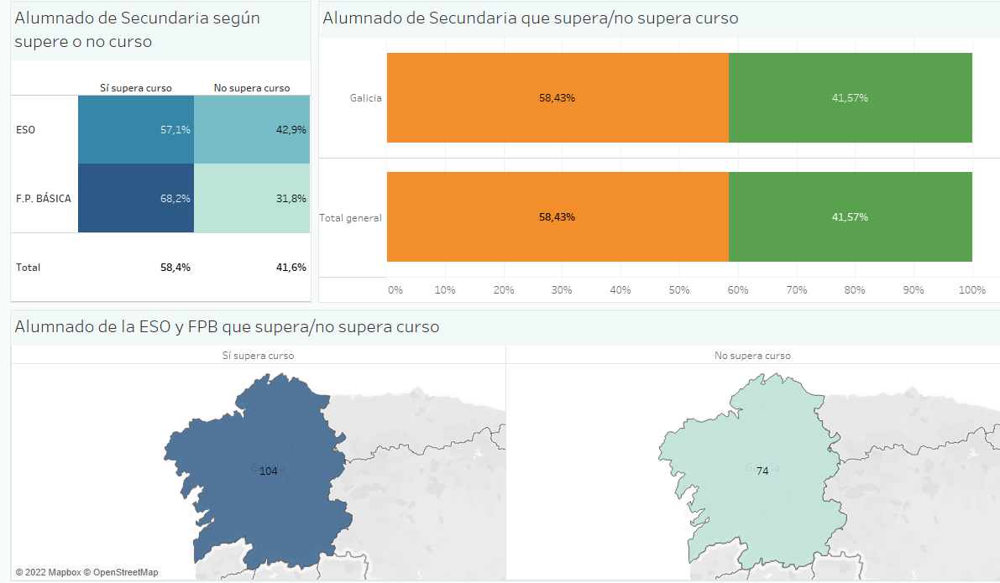 Alumnado de Secundaria según
supere o no curso
Sí supera curso No supera curso
ESO 57,1% 42,9%
F.P. BÁSICA 68,2% 31,8%
Total 58,4% 41,6%
Alumnado de Secundaria que supera/no supera curso
Galicia 58,43% 41,57%
Total general 58,43% 41,57%
0% 10% 20% 30% 40% 50% 60% 70% 80% 90% 100%
Alumnado de la ESO y FPB que supera/no supera curso
Sí supera curso No supera curso
Galicia Galicia
104 74
© 2022 Mapbox © OpenStreetMap